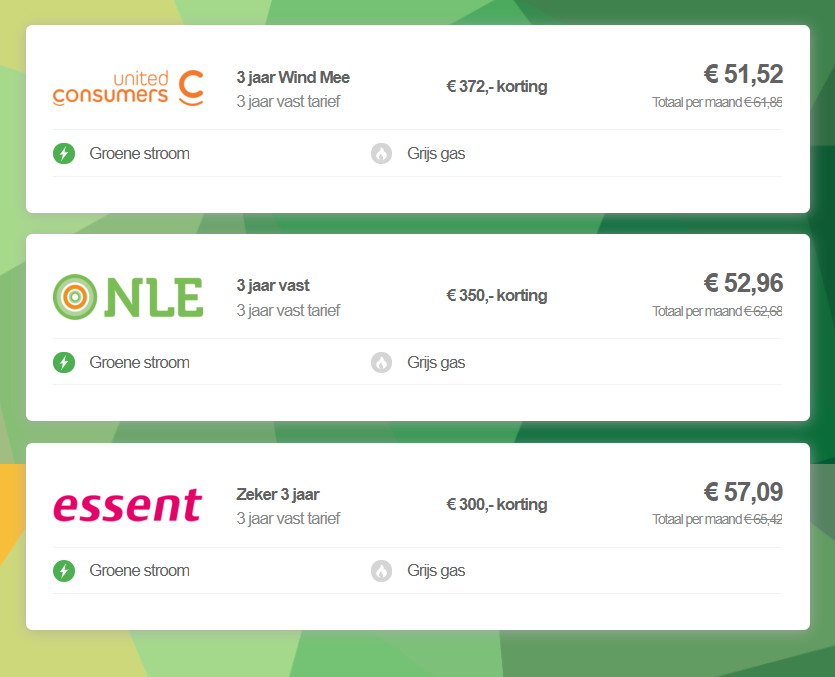 united
consumers
3 jaar Wind Mee
3 jaar vast tarief
€ 372,- korting
€ 51,52
Totaal per maand € 61,85
Groene stroom
Grijs gas
NLE
3 jaar vast
3 jaar vast tarief
€ 350,- korting
€ 52,96
Totaal per maand € 62,68
Groene stroom
Grijs gas
essent
Zeker 3 jaar
3 jaar vast tarief
€ 300,- korting
€ 57,09
Totaal per maand € 65,42
Groene stroom
Grijs gas